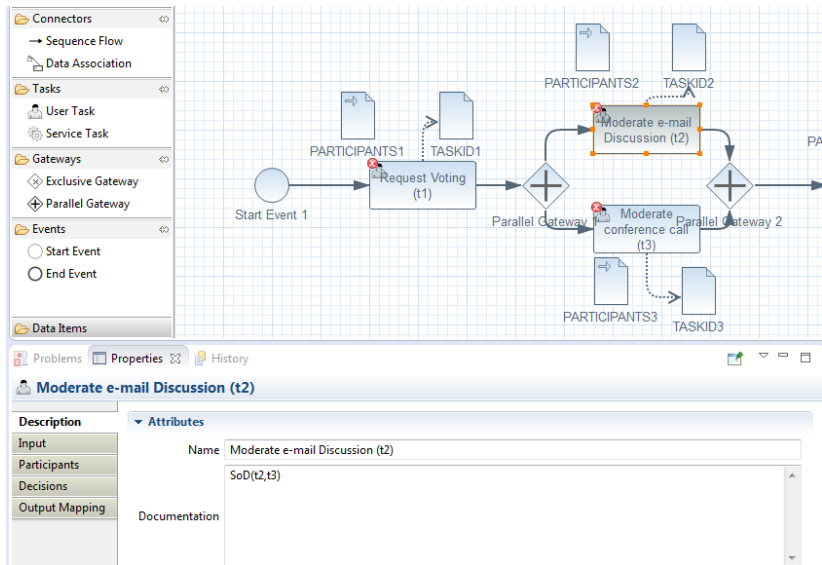 Connectors
Sequence Flow
Data Association
Tasks
User Task
Service Task
Gateways
Exclusive Gateway
Parallel Gateway
Events
Start Event
End Event
Data Items
PARTICIPANTS2
TASKID2
Moderate e-mail
Discussion (t2)
PA
PARTICIPANTS1
TASKID1
Request Voting
(t1)
Start Event 1
Parallel Gateway 1
Moderate
conference call
(t3)
Parallel Gateway 2
PARTICIPANTS3
TASKID3
Problems
Properties
History
Moderate e-mail Discussion (t2)
Description
Input
Participants
Decisions
Output Mapping
Attributes
Name
Moderate e-mail Discussion (t2)
Documentation
SoD(t2,t3)